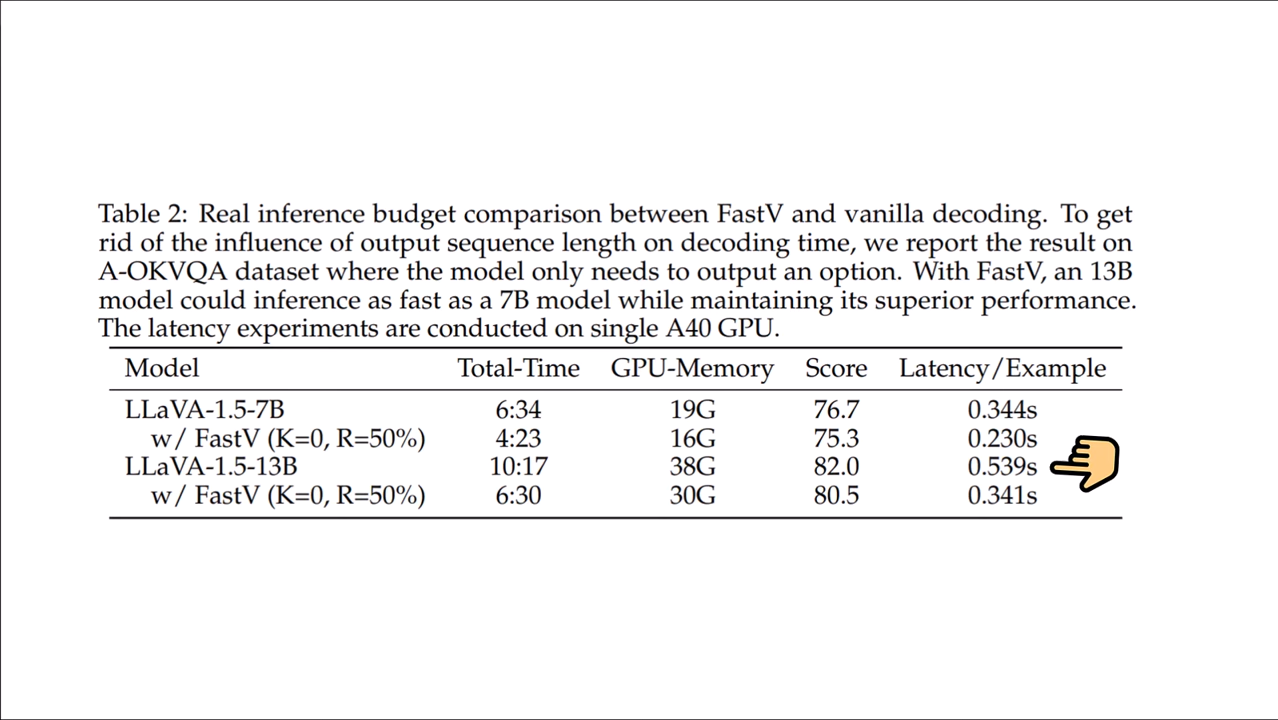 Table 2: Real inference budget comparison between FastV and vanilla decoding. To get
rid of the influence of output sequence length on decoding time, we report the result on
A-OKVQA dataset where the model only needs to output an option. With FastV, an 13B
model could inference as fast as a 7B model while maintaining its superior performance.
The latency experiments are conducted on single A40 GPU.
Model Total-Time GPU-Memory Score Latency/Example
LLaVA-1.5-7B 6:34 19G 76.7 0.344s
w/ FastV (K=0, R=50%) 4:23 16G 75.3 0.230s
LLaVA-1.5-13B 10:17 38G 82.0 0.539s
w/ FastV (K=0, R=50%) 6:30 30G 80.5 0.341s